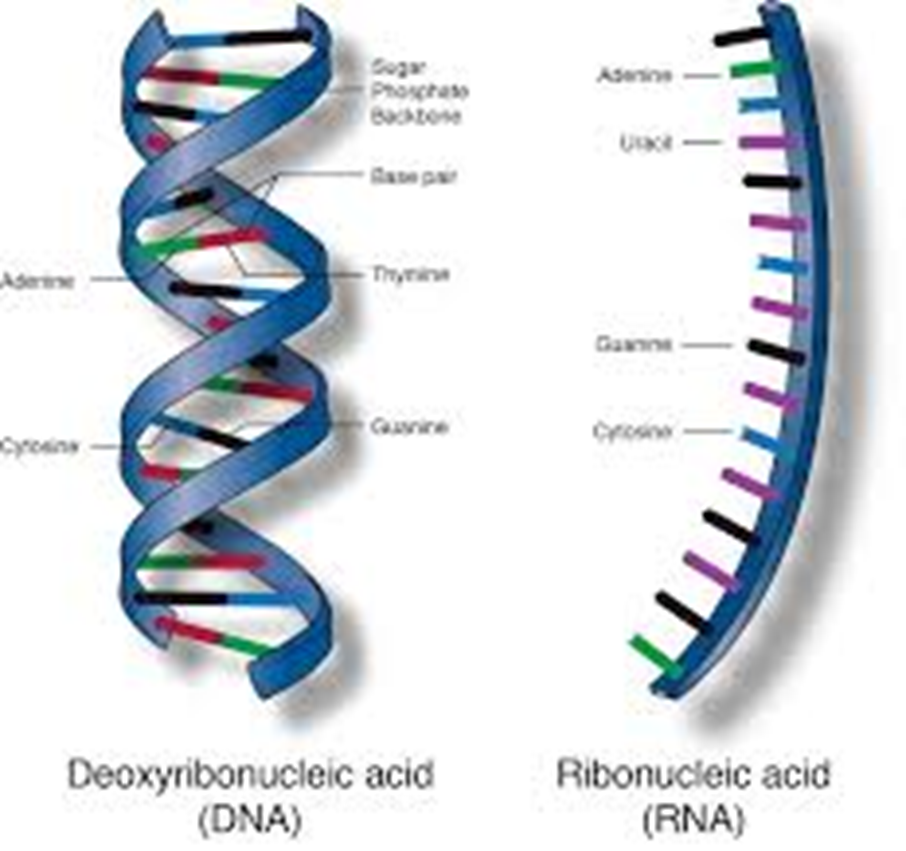 Sugar
Phosphate
Backbone
Base pair
Adenine
Thymine
Cytosine
Guanine
Deoxyribonucleic acid
(DNA)
Adenine
Uracil
Guanine
Cytosine
Ribonucleic acid
(RNA)